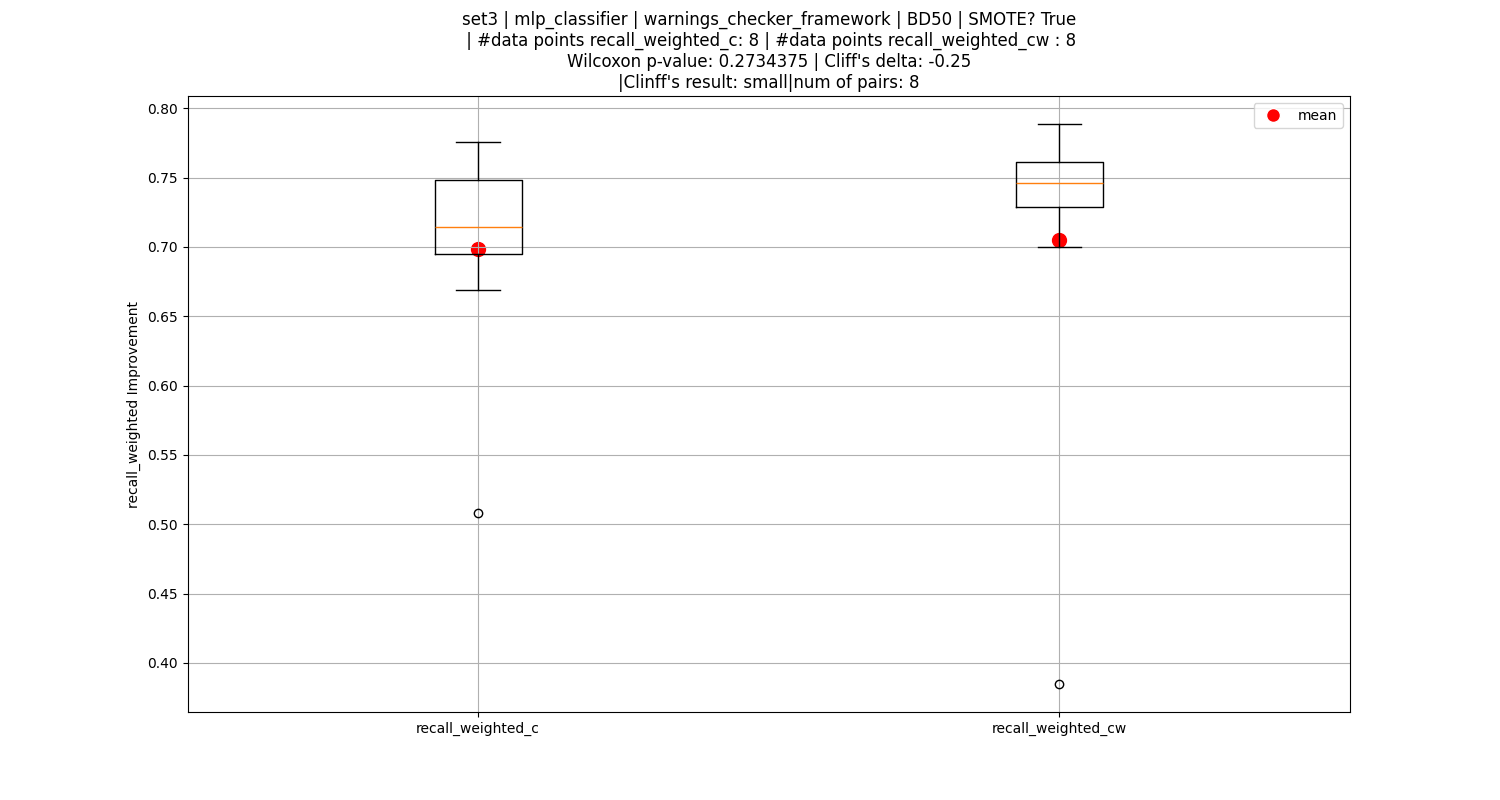 set3 | mlp_classifier | warnings_checker_framework | BD50 | SMOTE? True
| #data points recall_weighted_c: 8 | #data points recall_weighted_cw : 8
Wilcoxon p-value: 0.2734375 | Cliff's delta: -0.25
|Clinff's result: small|num of pairs: 8
mean
0.80
0.75
0.70
0.65
0.60
0.55
0.50
0.45
0.40
recall_weighted Improvement
recall_weighted_c
recall_weighted_cw